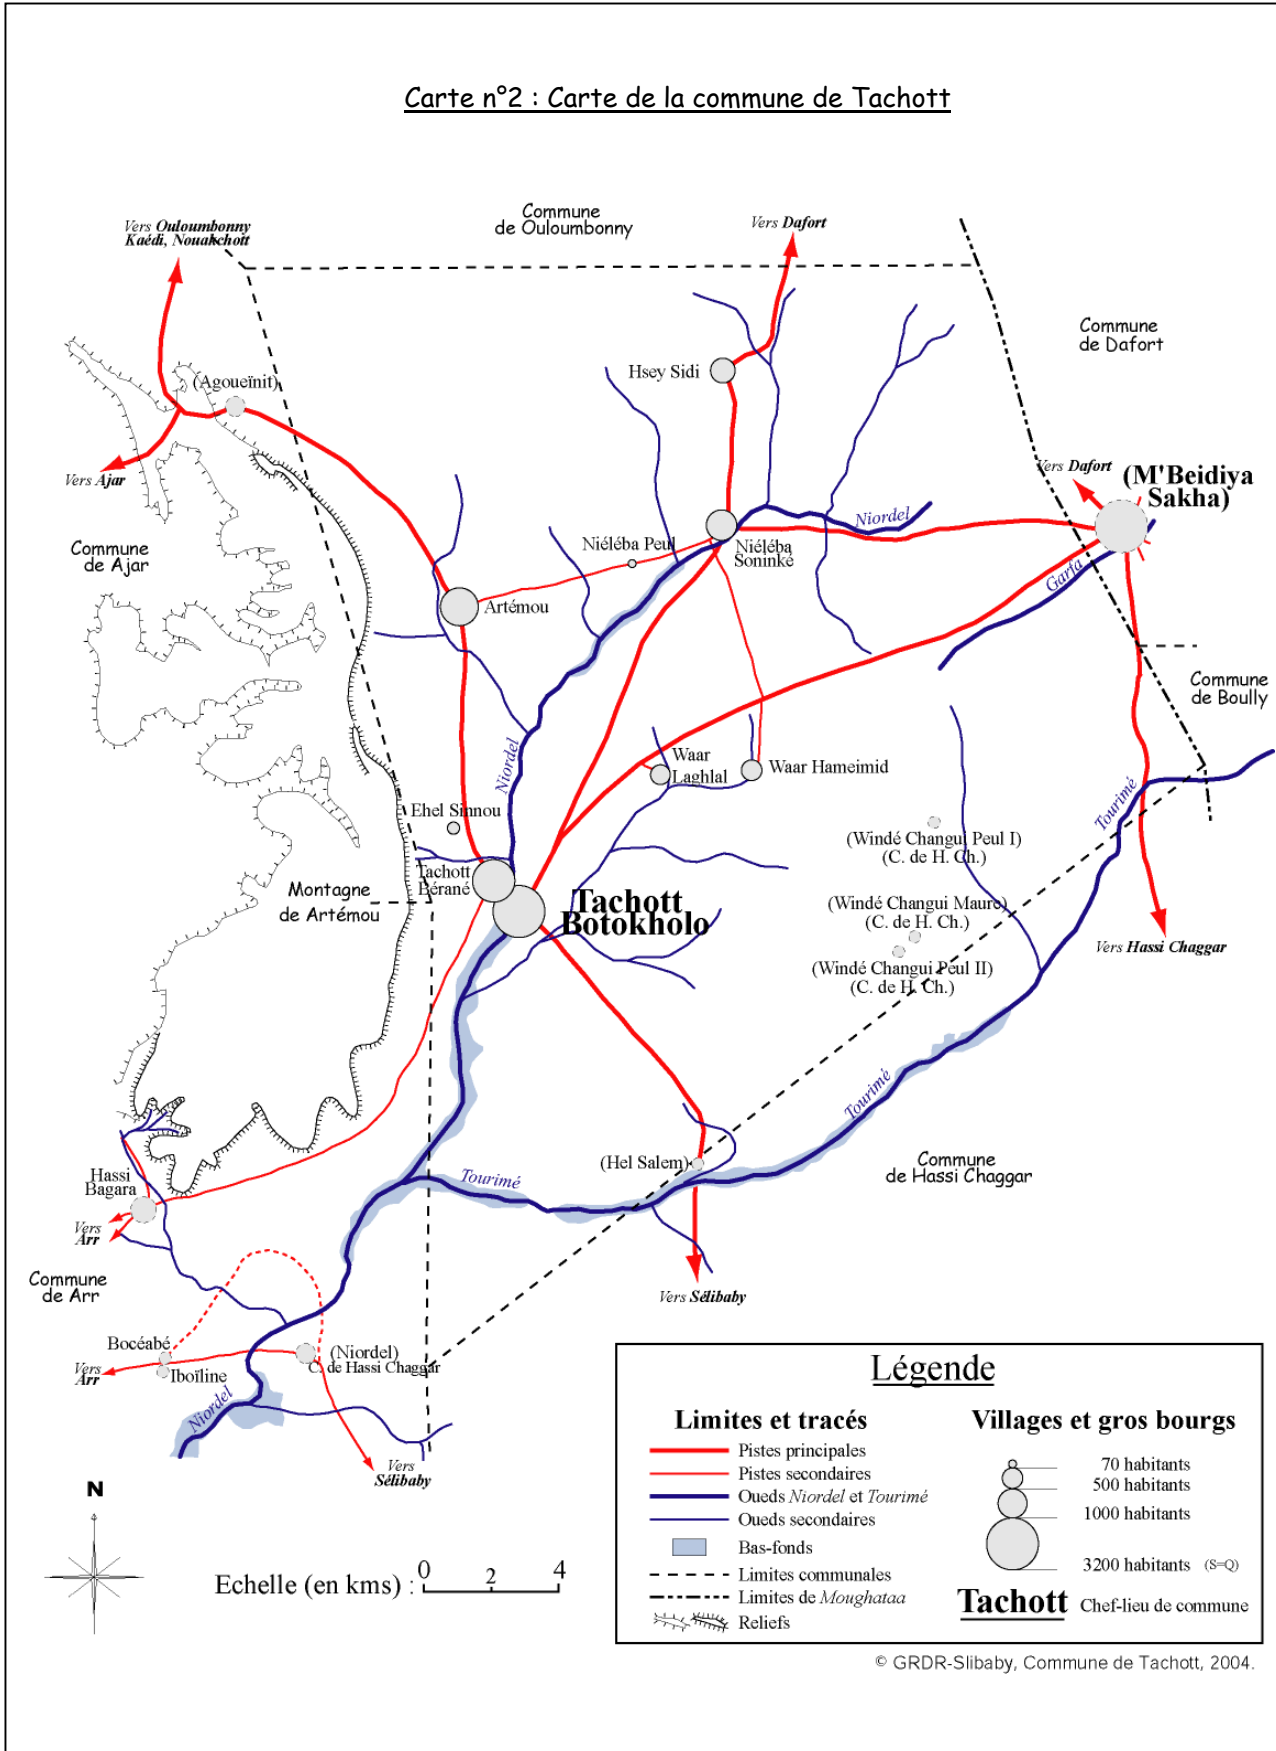 Carte n°2 : Carte de la commune de Tachott
Commune
de Ouloumbonny
Vers Ouloumbonny
Kaédi, Nouakchott
Vers Dafort
Commune
de Dafort
Hsey Sidi
(Agoueïnit)
Vers Ajar
Vers Dafort
(M'Beidiya
Sakha)
Niordel
Commune
de Ajar
Niéléba Peul
Niéléba
Soninké
Garfa
Artémou
Commune
de Boully
Niordel
Waar
Laghlal
Waar Hameimid
Tourimé
Ehel Sinnou
(Windé Changui Peul I)
(C. de H. Ch.)
Tachott
Bérané
Montagne
de Artémou
Tachott
Botokholo
(Windé Changui Maure)
(C. de H. Ch.)
Vers Hassi Chaggar
(Windé Changui Peul II)
(C. de H. Ch.)
Tourimé
(Hel Salem)
Commune
de Hassi Chaggar
Hassi
Bagara
Tourimé
Vers
Arr
Commune
de Arr
Vers Sélibaby
Bocéabé
(Niordel)
C. de Hassi Chaggar
Vers
Arr
Iboïline
Niordel
Vers
Sélibaby
N
Echelle (en kms) :
0
2
4
Légende
Limites et tracés
Pistes principales
Pistes secondaires
Oueds Niordel et Tourimé
Oueds secondaires
Bas-fonds
Limites communales
Limites de Moughataa
Reliefs
Villages et gros bourgs
70 habitants
500 habitants
1000 habitants
3200 habitants (S=Q)
Tachott Chef-lieu de commune
© GRDR-Slibaby, Commune de Tachott, 2004.